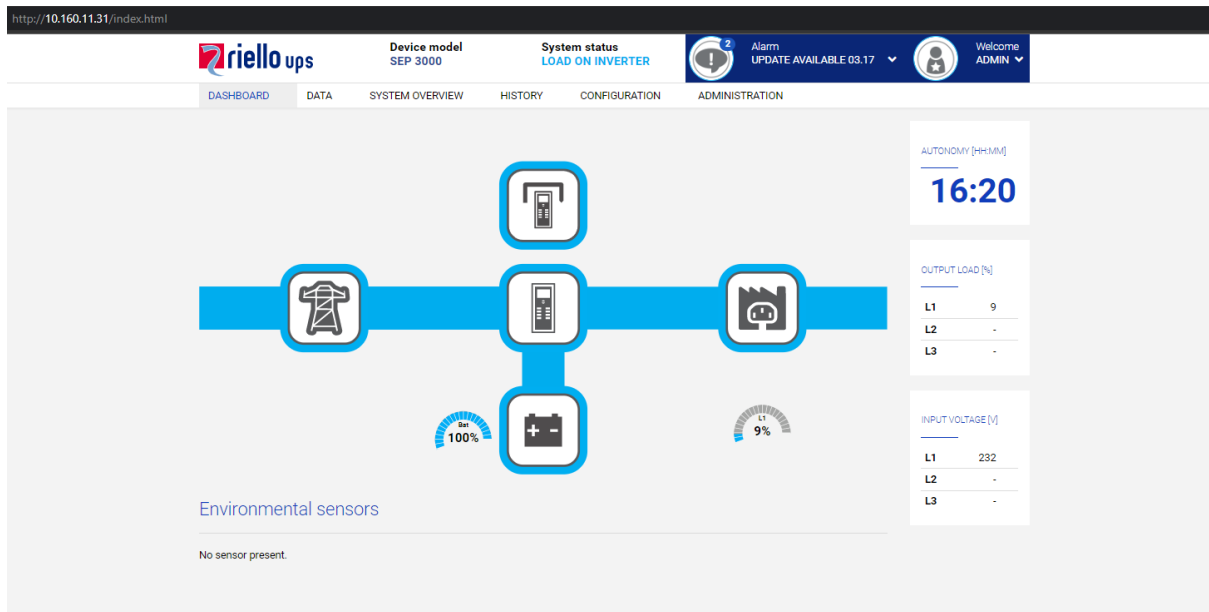 http://10.160.11.31/index.html
riello ups
Device model
SEP 3000
System status
LOAD ON INVERTER
2
Alarm
UPDATE AVAILABLE 03.17
Welcome
ADMIN
DASHBOARD DATA SYSTEM OVERVIEW HISTORY CONFIGURATION ADMINISTRATION
AUTONOMY [HH:MM]
16:20
OUTPUT LOAD [%]
L1 9
L2 -
L3 -
Bat
100%
+ -
L1
9%
INPUT VOLTAGE [V]
L1 232
L2 -
L3 -
Environmental sensors
No sensor present.